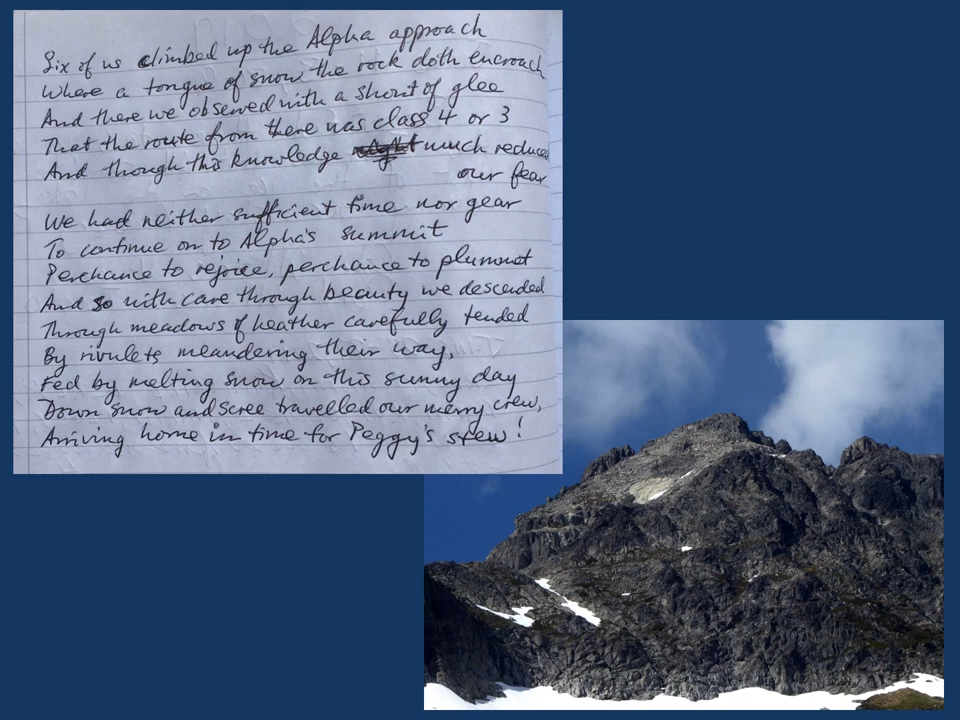 Six of us climbed up the Alpha approach
Where a tongue of snow the rock doth encroach
And there we observed with a shout of glee
That the route from there was class 4 or 3
And though this knowledge much reduced
our fear
We had neither sufficient time nor gear
To continue on to Alpha's summit
Perchance to rejoice, perchance to plummet
And so with care through beauty we descended
Through meadows of heather carefully tended
By rivulets meandering their way,
Fed by melting snow on this sunny day
Down snow and scree travelled our merry crew,
Arriving home in time for Peggy's stew!